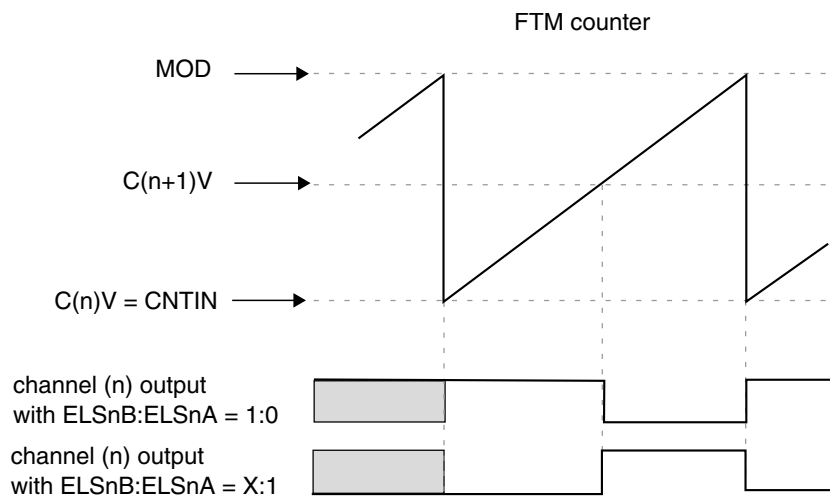 FTM counter
MOD
C(n+1)V
C(n)V = CNTIN
channel (n) output
with ELSnB:ELSnA = 1:0
channel (n) output
with ELSnB:ELSnA = X:1